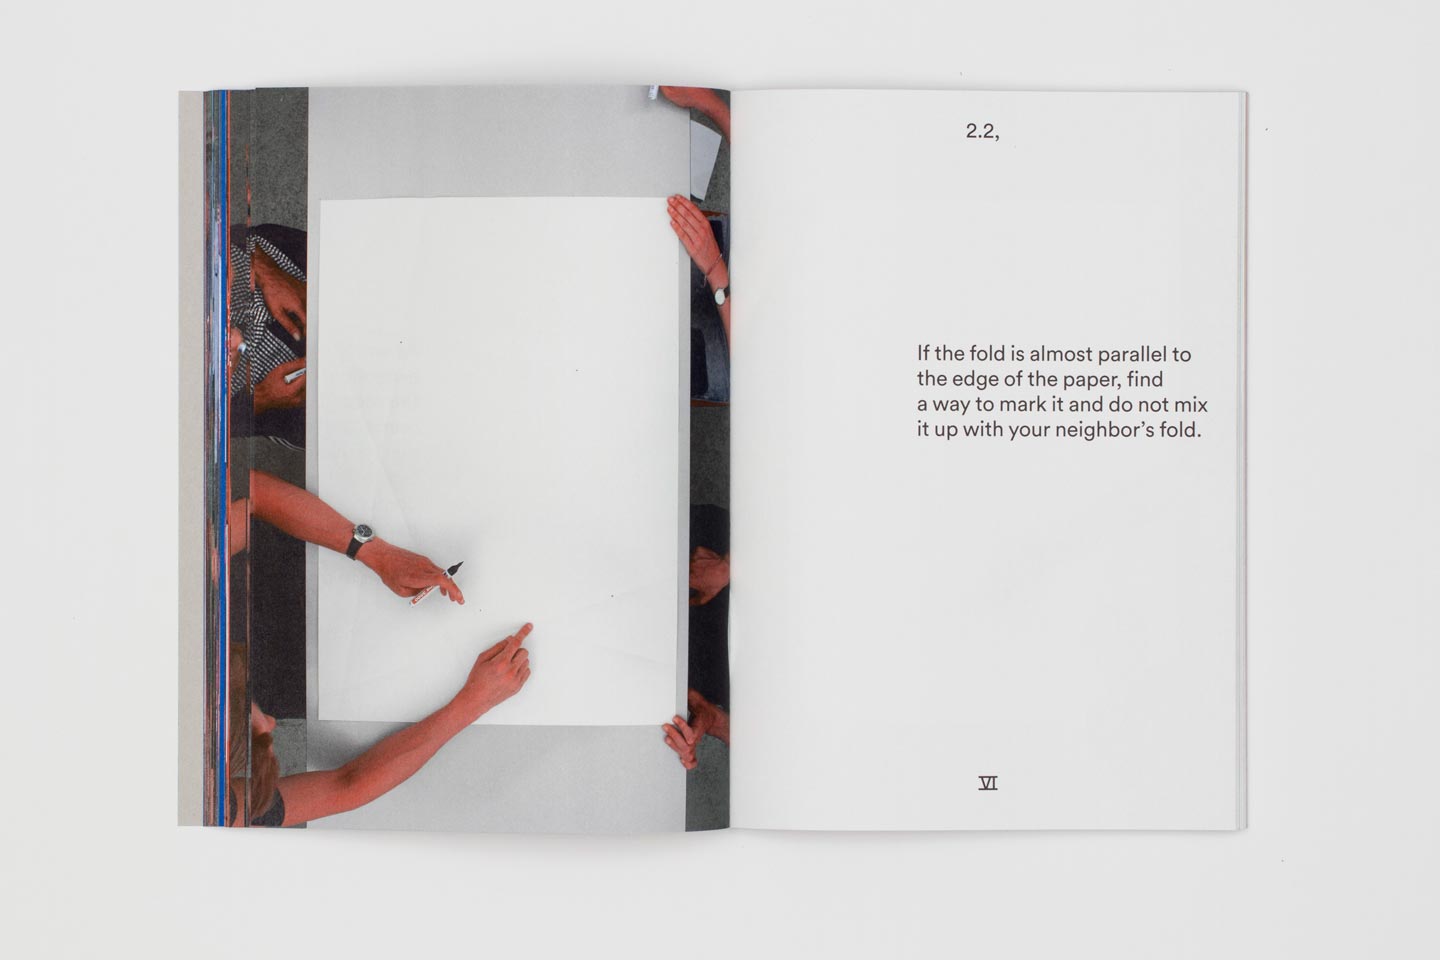 2.2,
If the fold is almost parallel to
the edge of the paper, find
a way to mark it and do not mix
it up with your neighbor’s fold.
VI